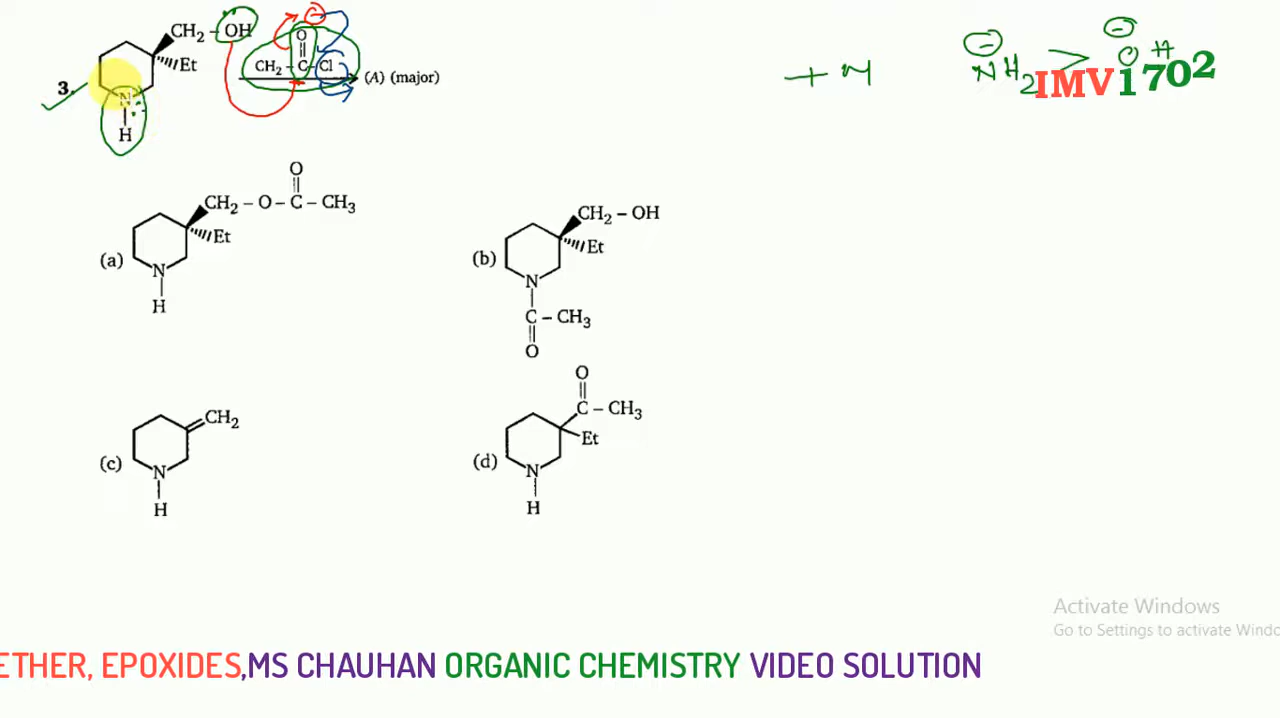 CH2 – OH
Et
3.
N
H
O
CH2 – C – Cl
(A) (major)
+ M
NH2 > OH
IMV1702
CH2 – O – C – CH3
O
Et
(a)
N
H
CH2 – OH
Et
(b)
N
C – CH3
O
CH2
(c)
N
H
O
C – CH3
Et
(d)
N
H
Activate Windows
Go to Settings to activate Windo
ETHER, EPOXIDES,MS CHAUHAN ORGANIC CHEMISTRY VIDEO SOLUTION